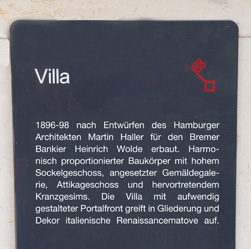 Villa
1896-98 nach Entwürfen des Hamburger
Architekten Martin Haller für den Bremer
Bankier Heinrich Wolde erbaut. Harmo-
nisch proportionierter Baukörper mit hohem
Sockelgeschoss, angesetzter Gemäldegale-
rie, Attikageschoss und hervortretendem
Kranzgesims. Die Villa mit aufwendig
gestalteter Portalfront greift in Gliederung und
Dekor italienische Renaissancematove auf.